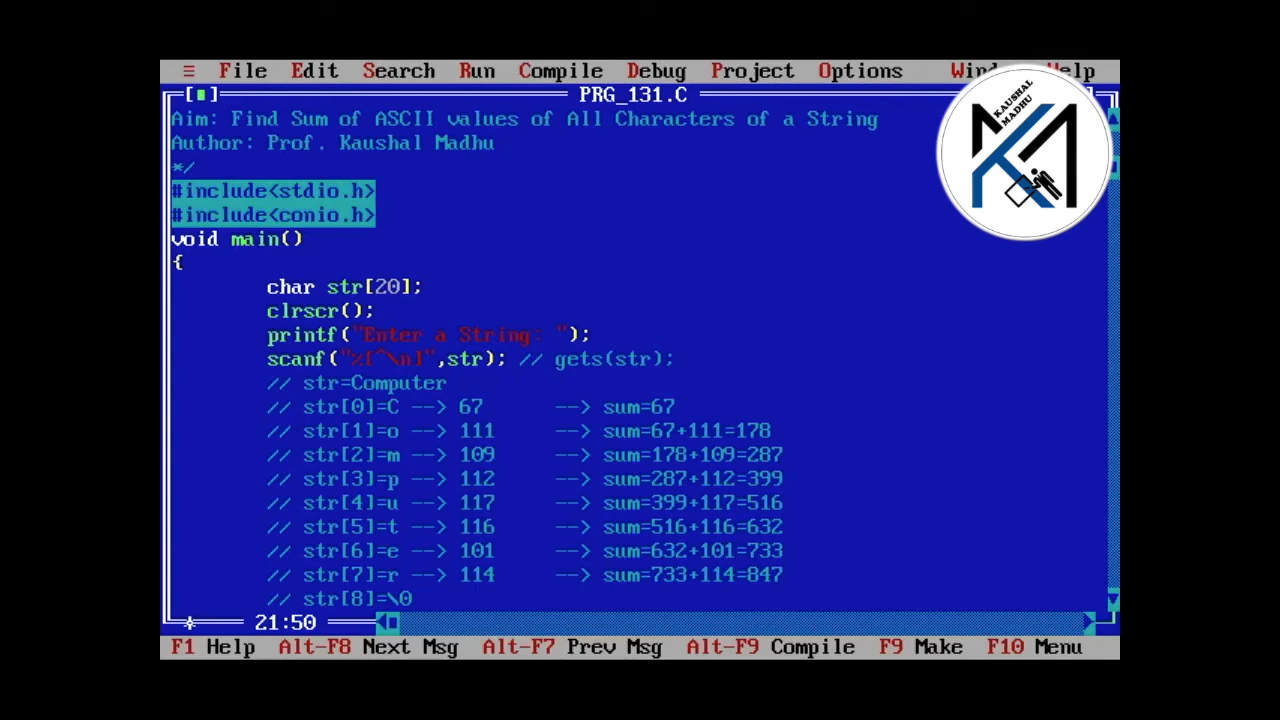 ≡ File Edit Search Run Compile Debug Project Options Wind Help
[■] PRG_131.C
KAUSHAL
MADHU
Aim: Find Sum of ASCII values of All Characters of a String
Author: Prof. Kaushal Madhu
*/
#include<stdio.h>
#include<conio.h>
void main()
{
char str[20];
clrscr();
printf("Enter a String: ");
scanf("%[^\n]",str); // gets(str);
// str=Computer
// str[0]=C --> 67 --> sum=67
// str[1]=o --> 111 --> sum=67+111=178
// str[2]=m --> 109 --> sum=178+109=287
// str[3]=p --> 112 --> sum=287+112=399
// str[4]=u --> 117 --> sum=399+117=516
// str[5]=t --> 116 --> sum=516+116=632
// str[6]=e --> 101 --> sum=632+101=733
// str[7]=r --> 114 --> sum=733+114=847
// str[8]=\0
* 21:50
F1 Help Alt-F8 Next Msg Alt-F7 Prev Msg Alt-F9 Compile F9 Make F10 Menu